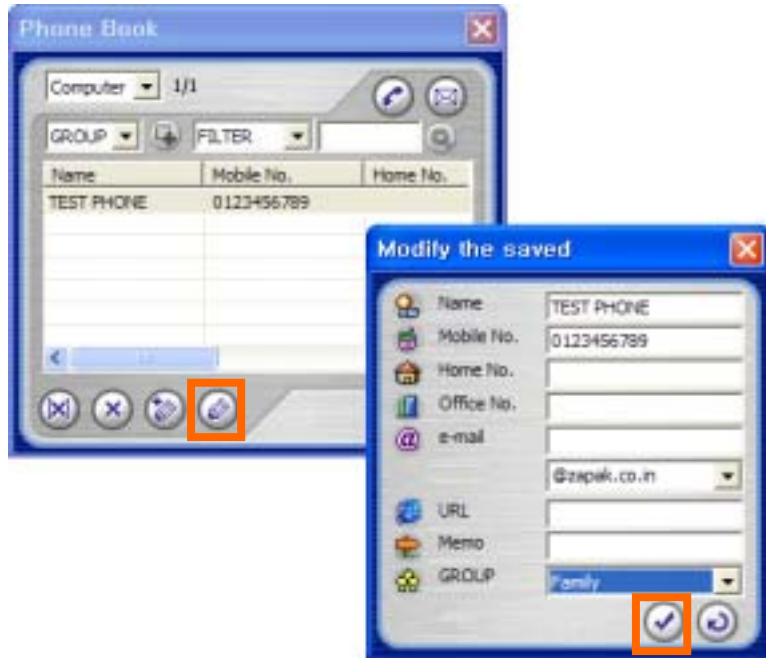 Phone Book
Computer 1/1
GROUP FILTER
Name Mobile No. Home No.
TEST PHONE 0123456789
Modify the saved
Name TEST PHONE
Mobile No. 0123456789
Home No.
Office No.
e-mail
@zapak.co.in
URL
Memo
GROUP Family